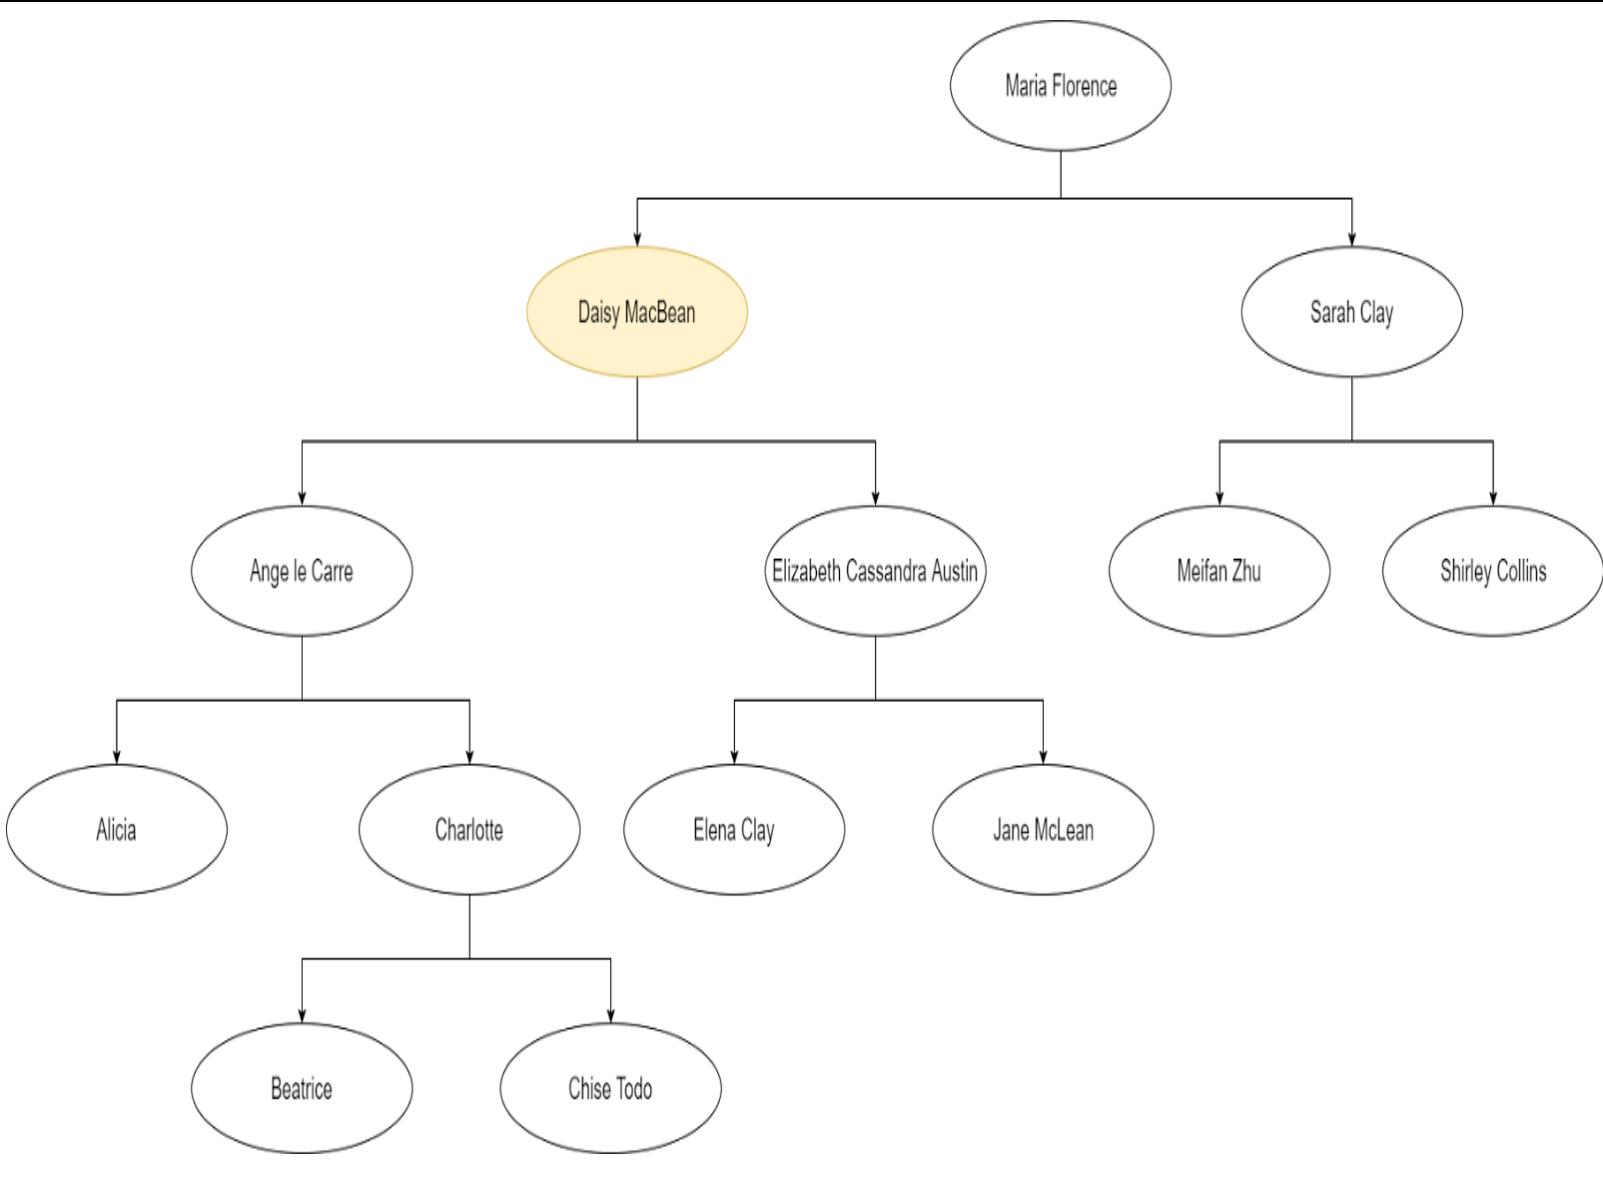 Maria Florence
Daisy MacBean
Sarah Clay
Ange le Carre
Elizabeth Cassandra Austin
Meifan Zhu
Shirley Collins
Alicia
Charlotte
Elena Clay
Jane McLean
Beatrice
Chise Todo